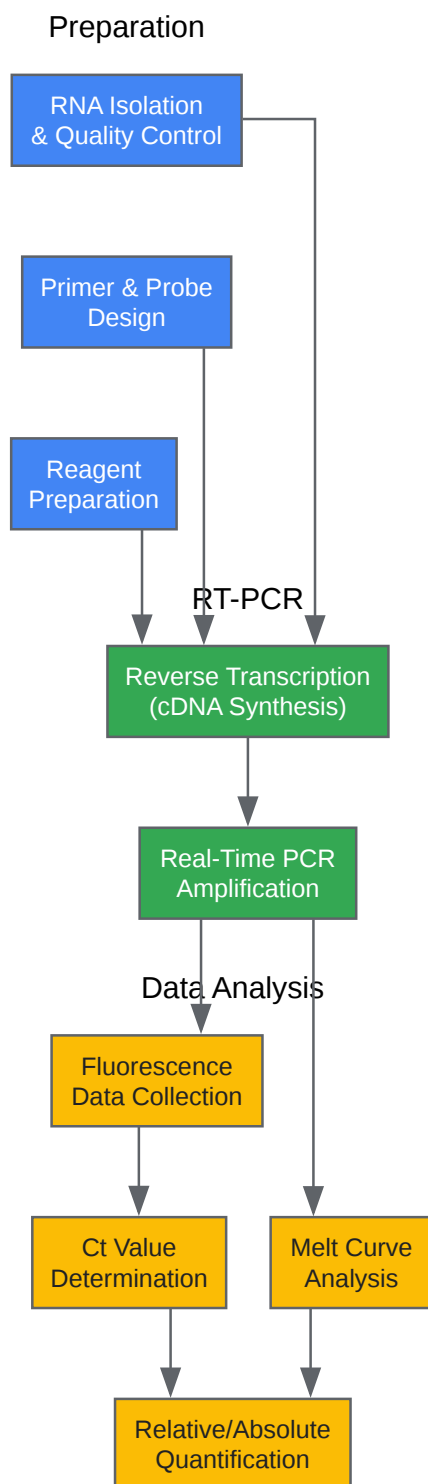 Preparation
RNA Isolation
& Quality Control
Primer & Probe
Design
Reagent
Preparation
RT-PCR
Reverse Transcription
(cDNA Synthesis)
Real-Time PCR
Amplification
Data Analysis
Fluorescence
Data Collection
Ct Value
Determination
Melt Curve
Analysis
Relative/Absolute
Quantification